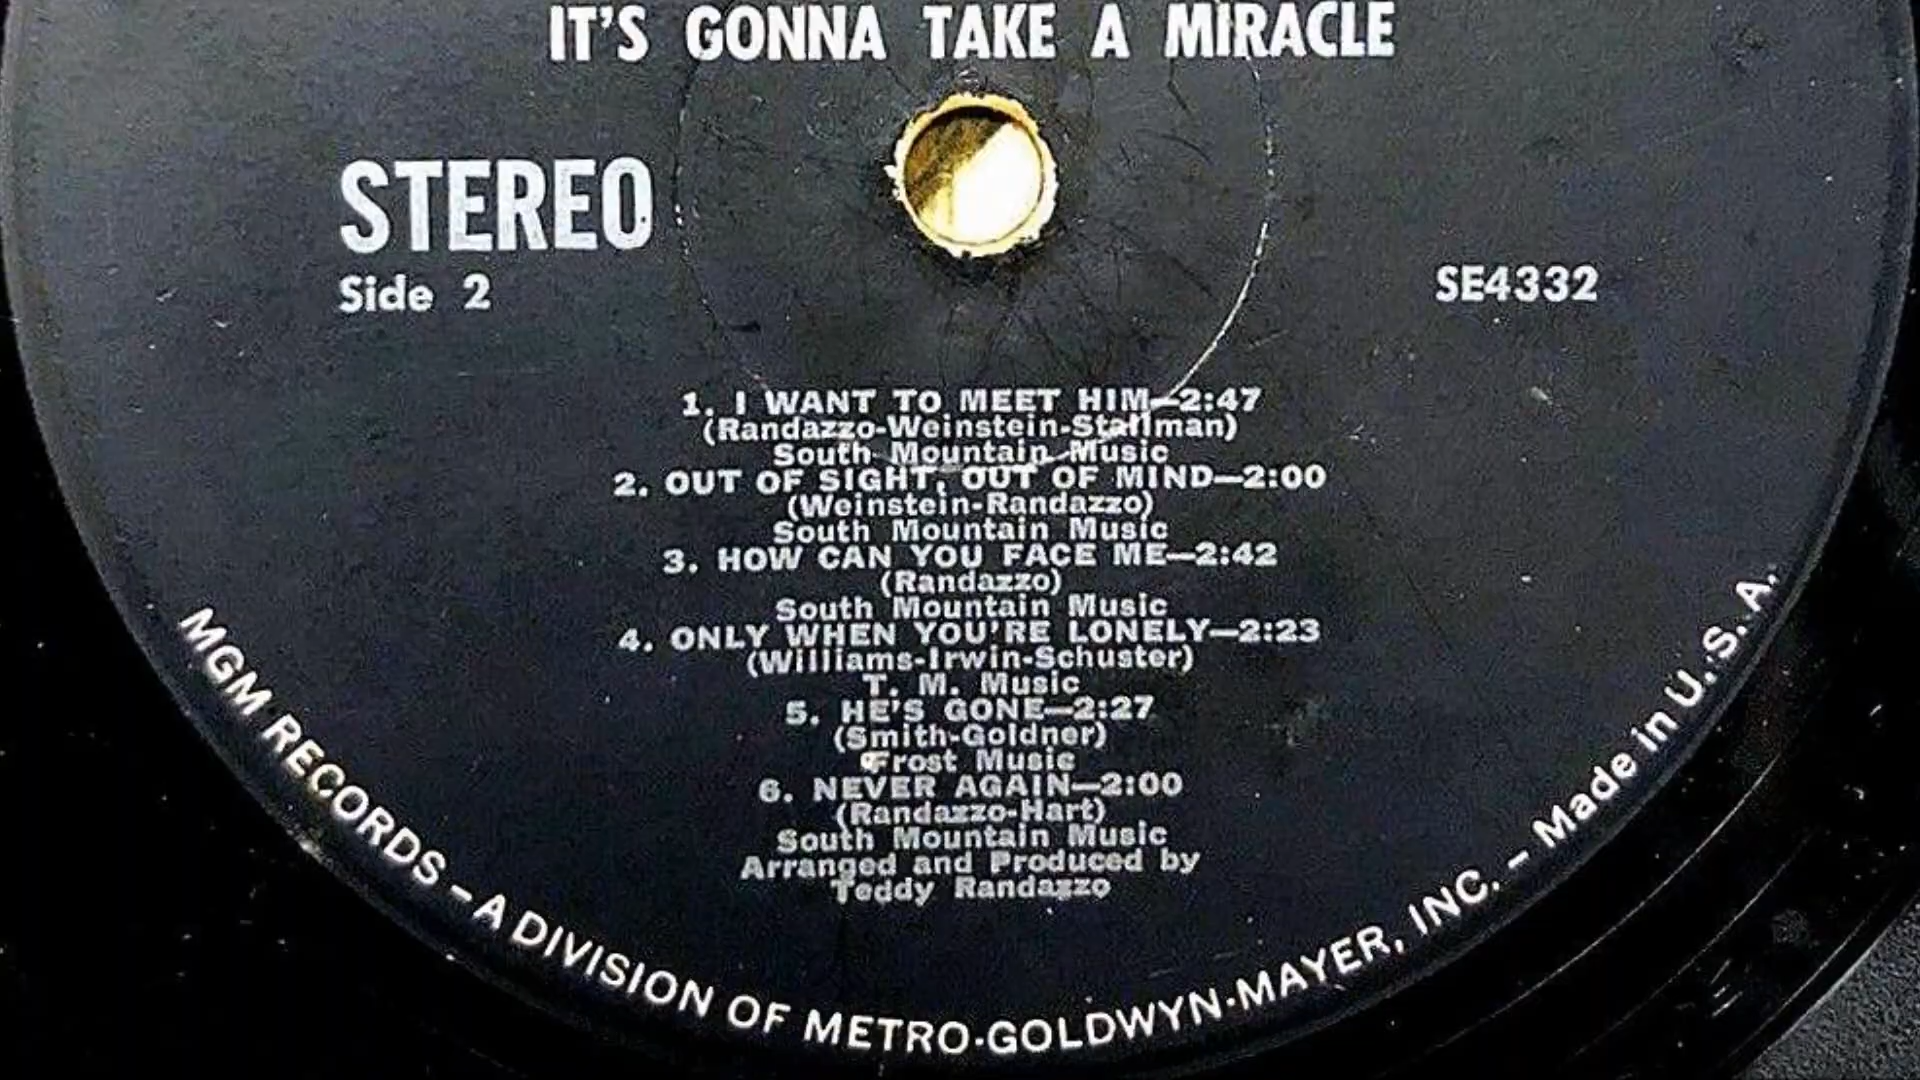 IT'S GONNA TAKE A MIRACLE
STEREO
Side 2
SE4332
1. I WANT TO MEET HIM—2:47
(Randazzo-Weinstein-Stallman)
South Mountain Music
2. OUT OF SIGHT, OUT OF MIND—2:00
(Weinstein-Randazzo)
South Mountain Music
3. HOW CAN YOU FACE ME—2:42
(Randazzo)
South Mountain Music
4. ONLY WHEN YOU'RE LONELY—2:23
(Williams-Irwin-Schuster)
T. M. Music
5. HE'S GONE—2:27
(Smith-Goldner)
Frost Music
6. NEVER AGAIN—2:00
(Randazzo-Hart)
South Mountain Music
Arranged and Produced by
Teddy Randazzo
MGM RECORDS – A DIVISION OF METRO-GOLDWYN-MAYER, INC. – Made in U.S.A.